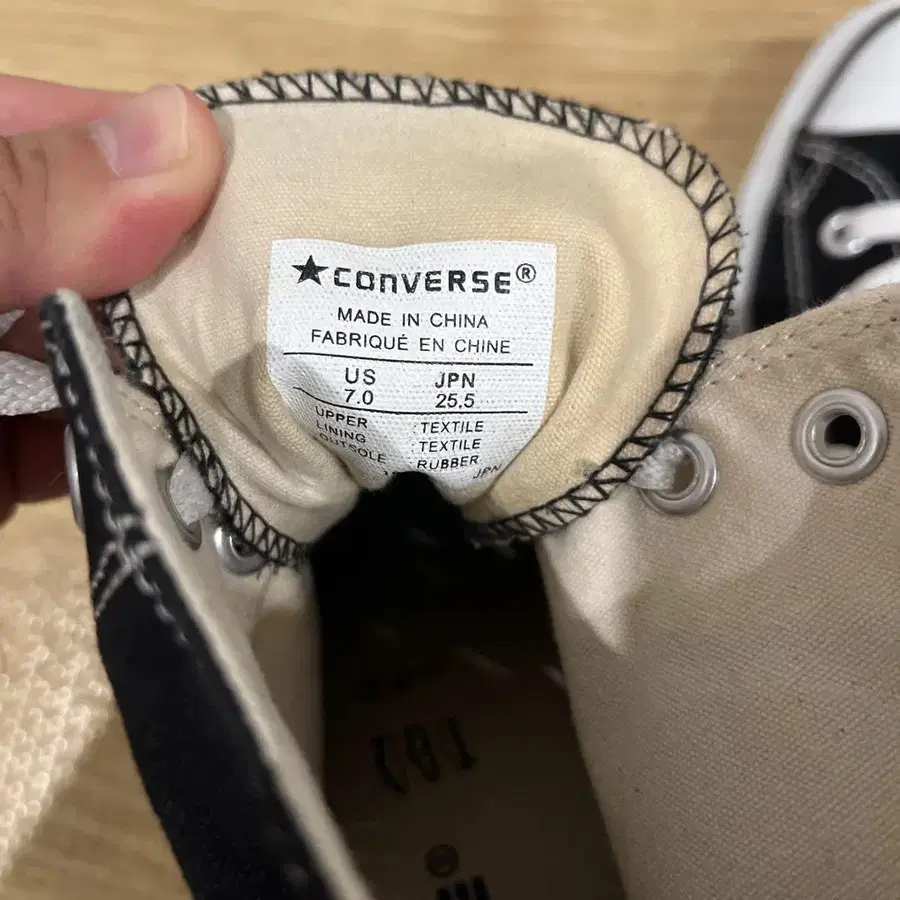 ★CONVERSE®
MADE IN CHINA
FABRIQUÉ EN CHINE
US JPN
7.0 25.5
UPPER : TEXTILE
LINING : TEXTILE
OUTSOLE : RUBBER
JPN